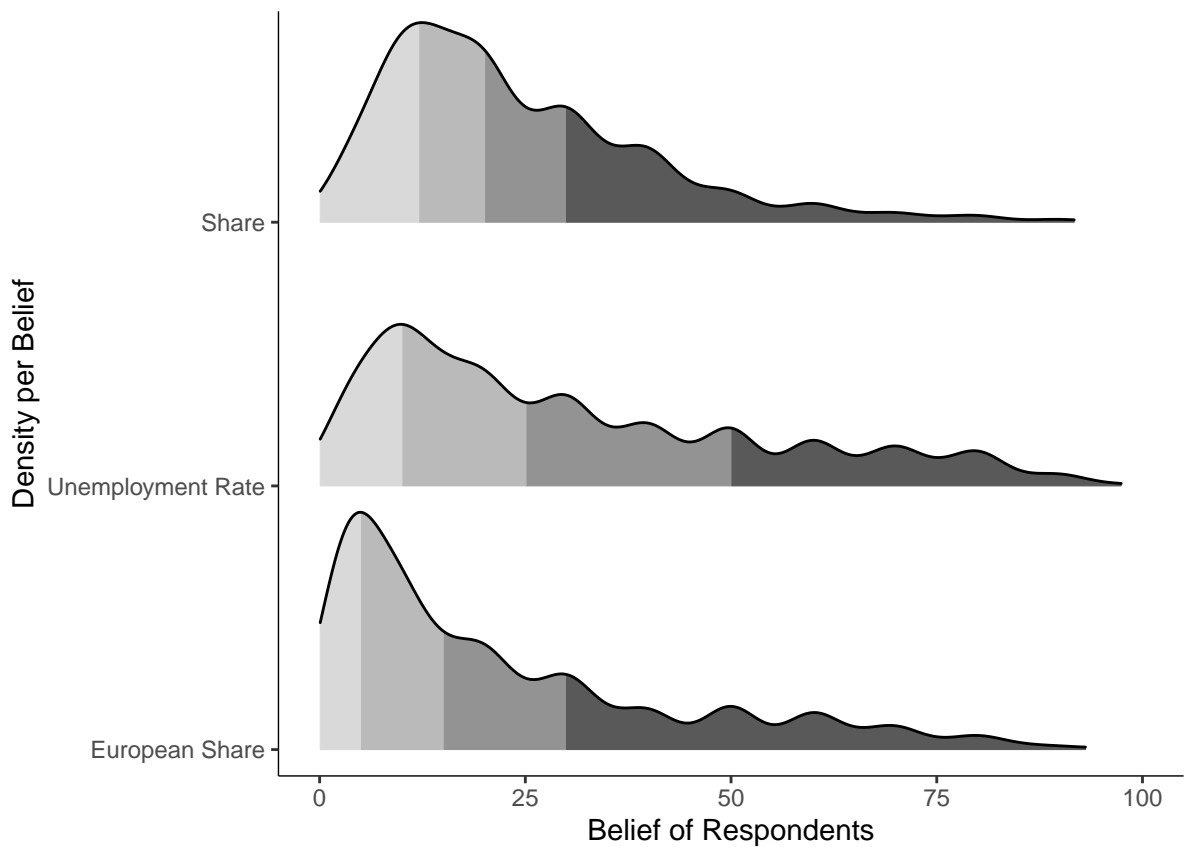 Density per Belief
Share
Unemployment Rate
European Share
0 25 50 75 100
Belief of Respondents